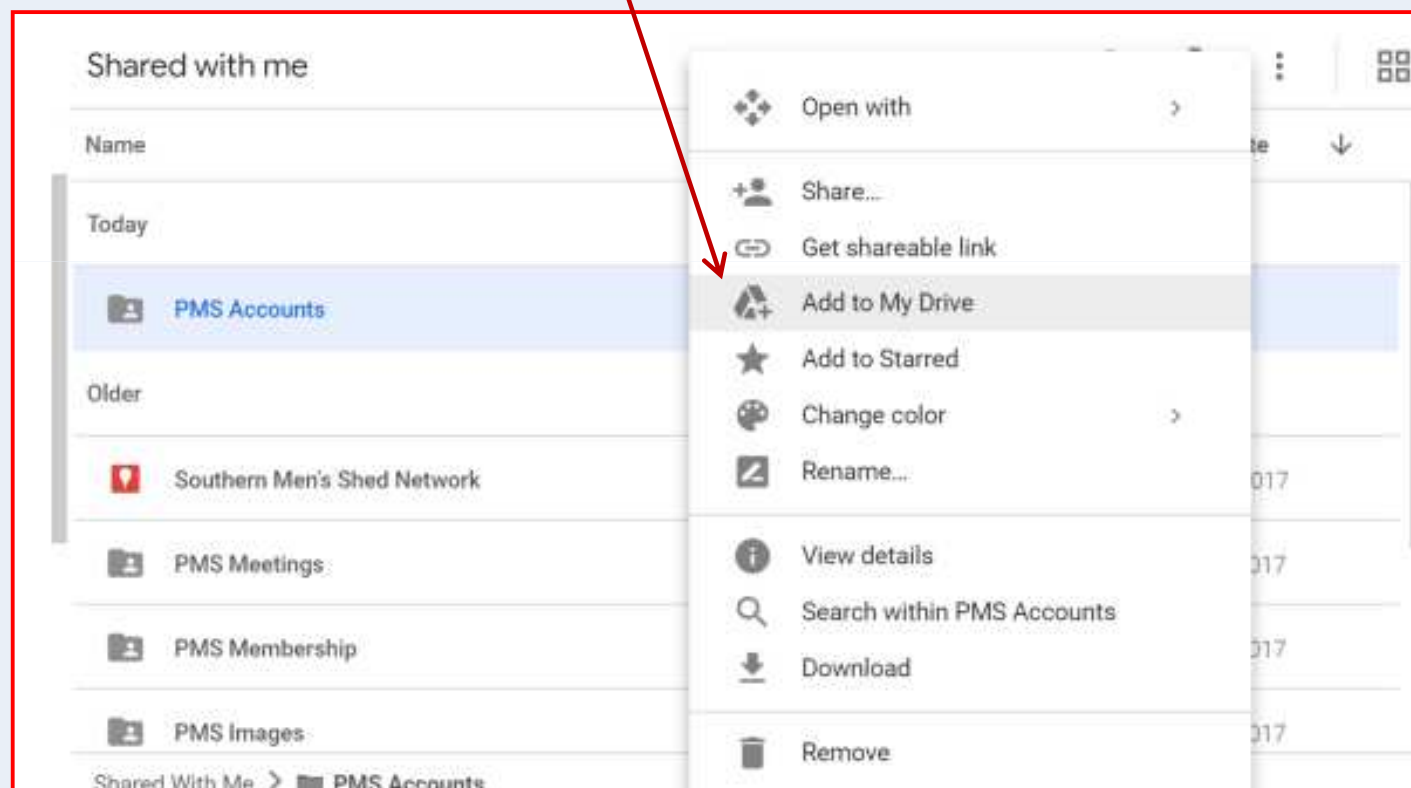 Shared with me
Name
Today
PMS Accounts
Older
Southern Men's Shed Network
PMS Meetings
PMS Membership
PMS Images
Shared With Me > PMS Accounts
Open with
Share...
Get shareable link
Add to My Drive
Add to Starred
Change color
Rename...
View details
Search within PMS Accounts
Download
Remove